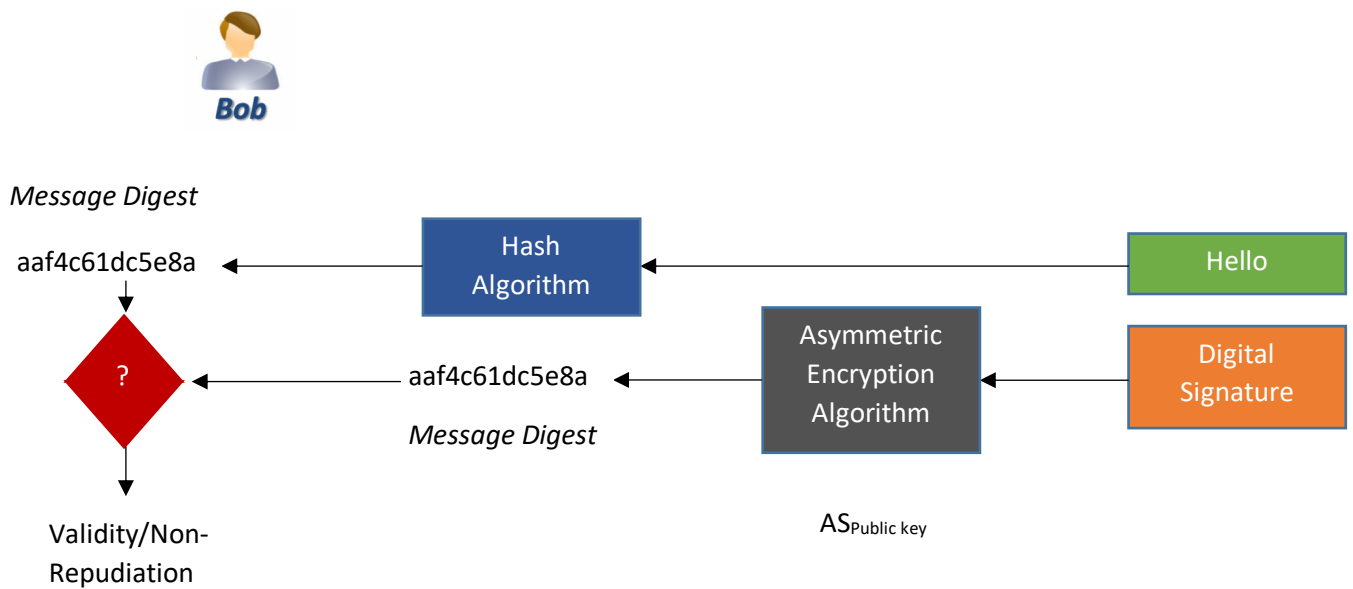 Bob
Message Digest
aaf4c61dc5e8a
Hash
Algorithm
Hello
?
aaf4c61dc5e8a
Message Digest
Asymmetric
Encryption
Algorithm
Digital
Signature
Validity/Non-
Repudiation
ASPublic key